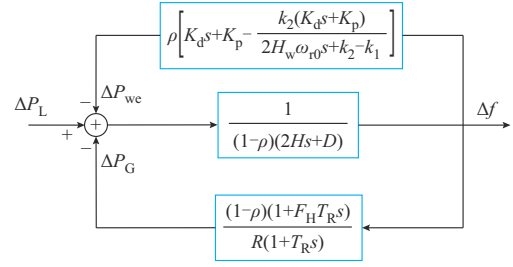 ρ[K_d s+K_p − k_2(K_d s+K_p) / (2H_w ω_r0 s+k_2−k_1)]
− ΔP_we
ΔP_L
+
+
1 / ((1−ρ)(2Hs+D))
Δf
−
ΔP_G
(1−ρ)(1+F_H T_R s) / (R(1+T_R s))